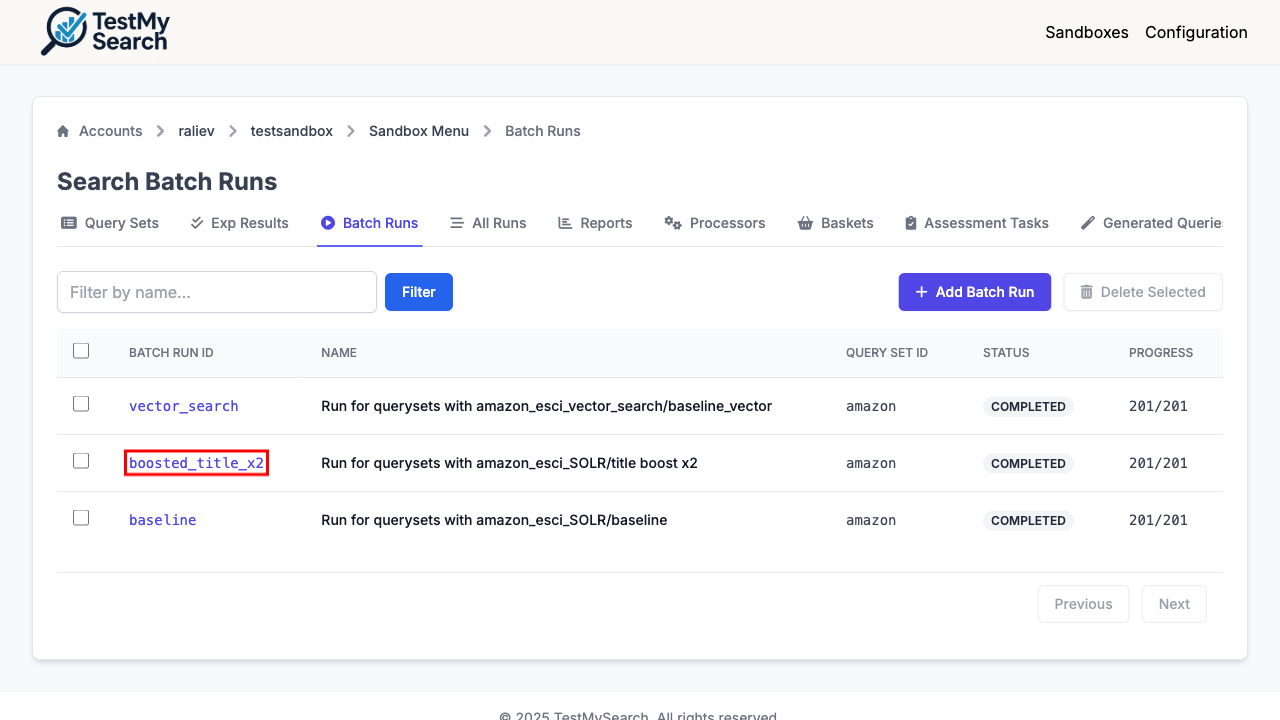 TestMy
Search
Sandboxes Configuration
Accounts raliev testsandbox Sandbox Menu Batch Runs
Search Batch Runs
Query Sets Exp Results Batch Runs All Runs Reports Processors Baskets Assessment Tasks Generated Querie
Filter by name... Filter Add Batch Run Delete Selected
BATCH RUN ID NAME QUERY SET ID STATUS PROGRESS
vector_search Run for querysets with amazon_esci_vector_search/baseline_vector amazon COMPLETED 201/201
boosted_title_x2 Run for querysets with amazon_esci_SOLR/title boost x2 amazon COMPLETED 201/201
baseline Run for querysets with amazon_esci_SOLR/baseline amazon COMPLETED 201/201
Previous Next
© 2025 TestMySearch. All rights reserved.